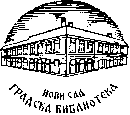 НОВИ САД
ГРАДСКА БИБЛИОТЕКА